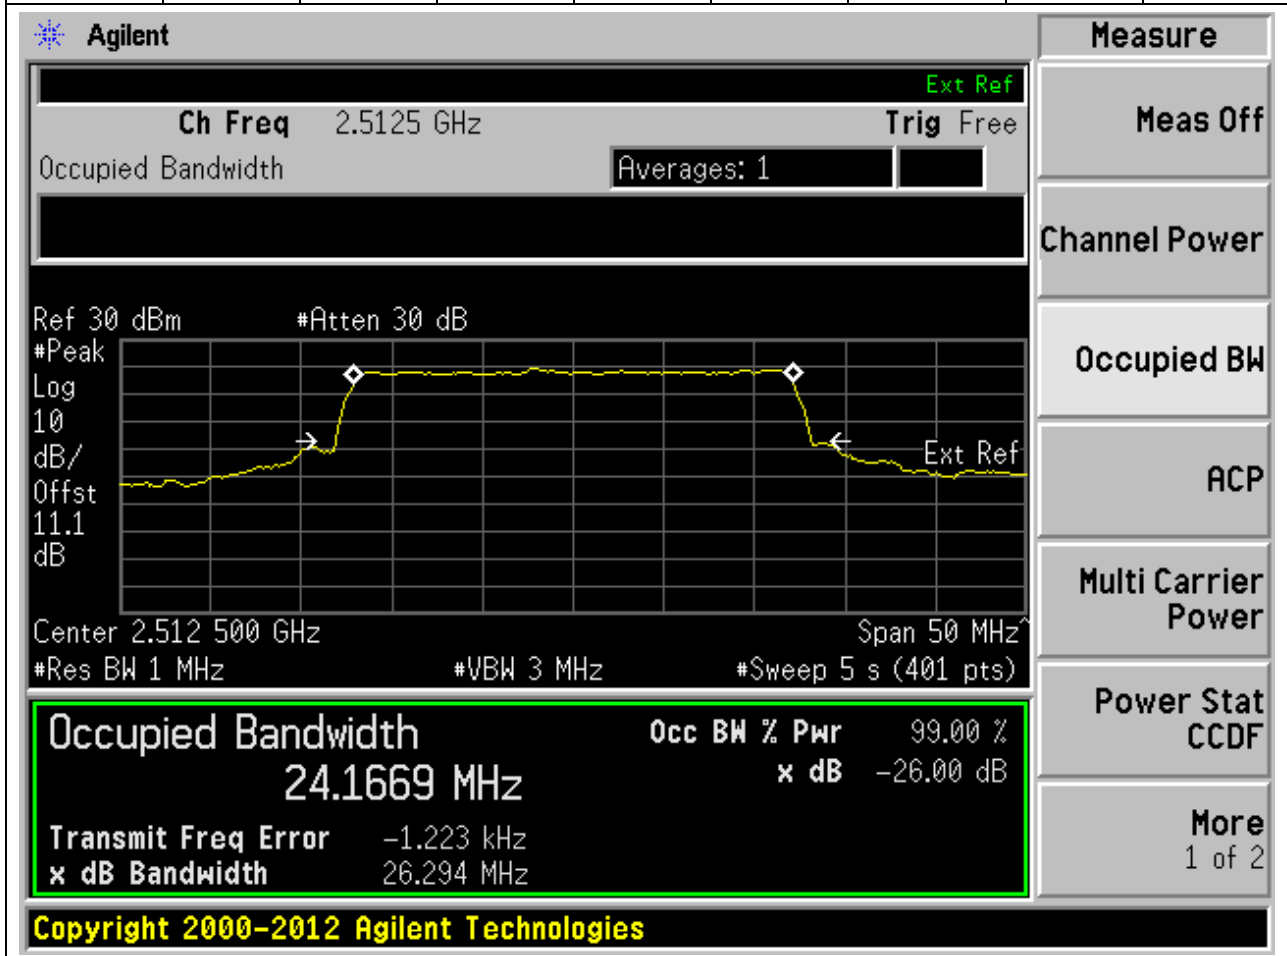 Agilent
Measure
Ext Ref
Ch Freq 2.5125 GHz Trig Free
Meas Off
Occupied Bandwidth Averages: 1
Channel Power
Ref 30 dBm #Atten 30 dB
#Peak
Log
10
dB/
Offst
11.1
dB
Ext Ref
Occupied BW
ACP
Center 2.512 500 GHz Span 50 MHz^
#Res BW 1 MHz #VBW 3 MHz #Sweep 5 s (401 pts)
Multi Carrier
Power
Occupied Bandwidth Occ BW % Pwr 99.00 %
24.1669 MHz x dB -26.00 dB
Transmit Freq Error -1.223 kHz
x dB Bandwidth 26.294 MHz
Power Stat
CCDF
More
1 of 2
Copyright 2000-2012 Agilent Technologies